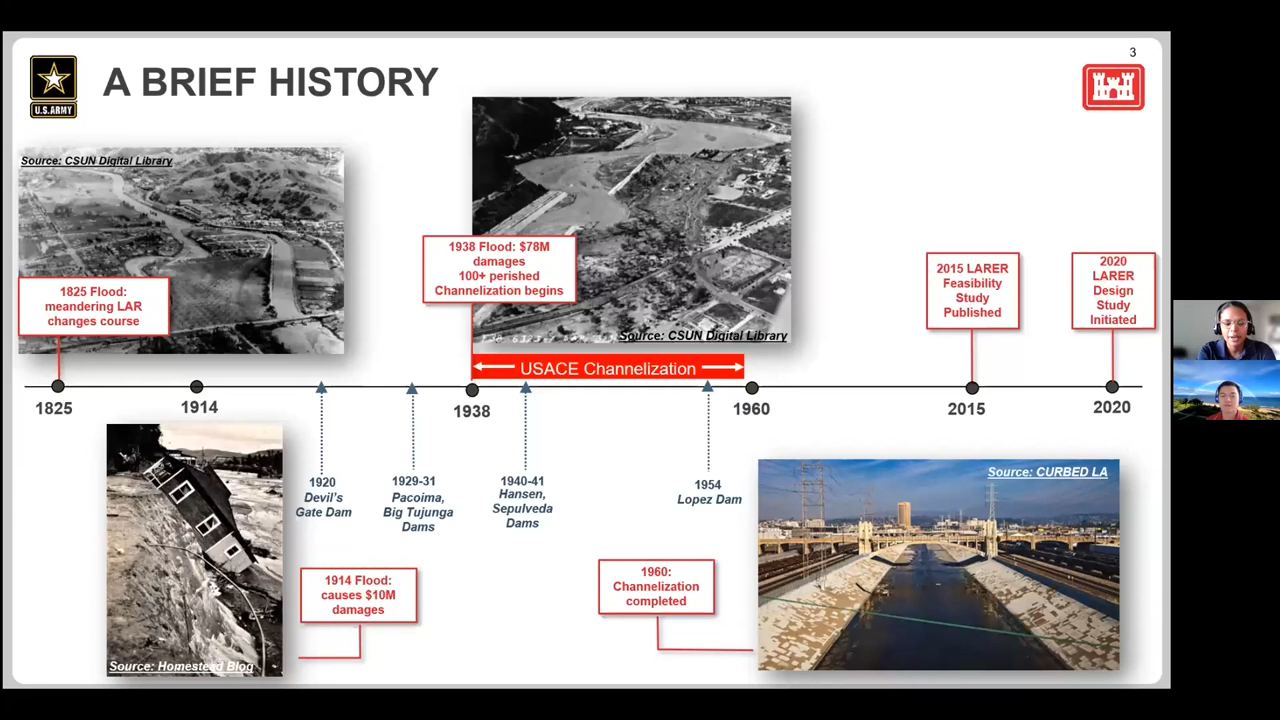 3
U.S.ARMY
A BRIEF HISTORY
Source: CSUN Digital Library
1825 Flood:
meandering LAR
changes course
1938 Flood: $78M
damages
100+ perished
Channelization begins
Source: CSUN Digital Library
2015 LARER
Feasibility
Study
Published
2020
LARER
Design
Study
Initiated
USACE Channelization
1825
1914
1938
1960
2015
2020
1920
Devil's
Gate Dam
1929-31
Pacoima,
Big Tujunga
Dams
1940-41
Hansen,
Sepulveda
Dams
1954
Lopez Dam
Source: Homestead Blog
1914 Flood:
causes $10M
damages
1960:
Channelization
completed
Source: CURBED LA